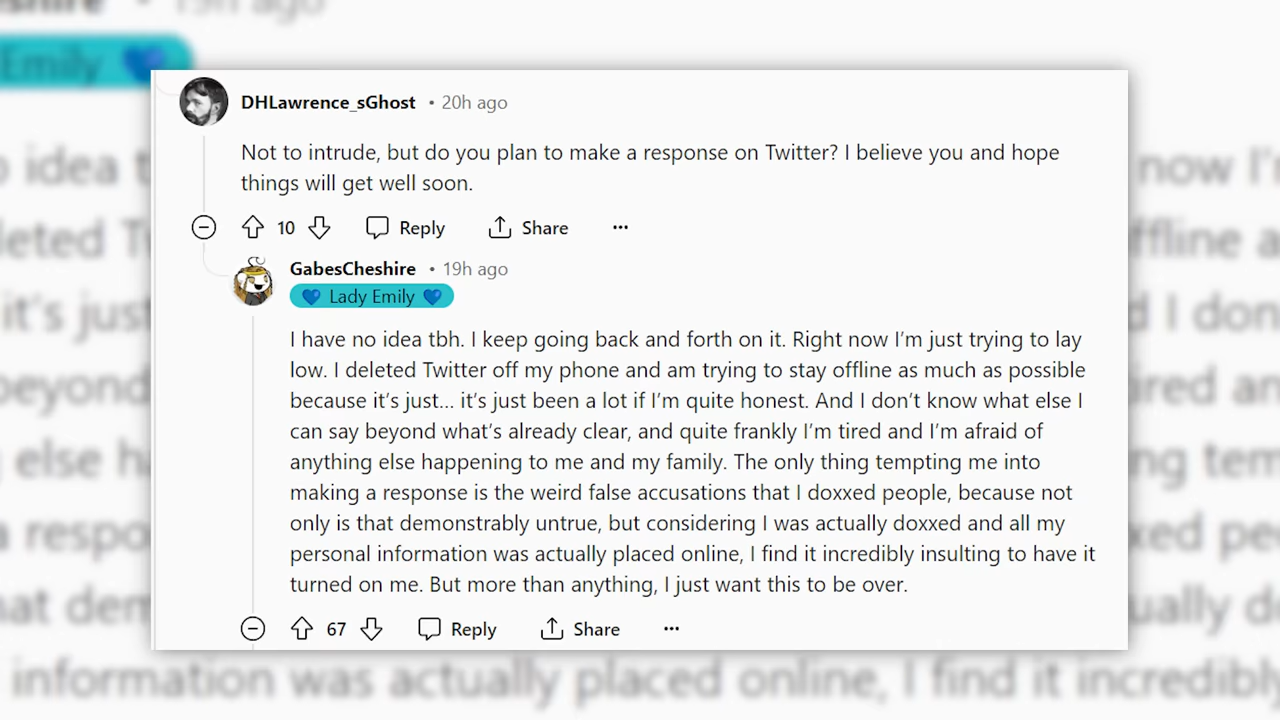 DHLawrence_sGhost • 20h ago
Not to intrude, but do you plan to make a response on Twitter? I believe you and hope
things will get well soon.
10 Reply Share ...
GabesCheshire • 19h ago
💙 Lady Emily 💙
I have no idea tbh. I keep going back and forth on it. Right now I’m just trying to lay
low. I deleted Twitter off my phone and am trying to stay offline as much as possible
because it’s just... it’s just been a lot if I’m quite honest. And I don’t know what else I
can say beyond what’s already clear, and quite frankly I’m tired and I’m afraid of
anything else happening to me and my family. The only thing tempting me into
making a response is the weird false accusations that I doxxed people, because not
only is that demonstrably untrue, but considering I was actually doxxed and all my
personal information was actually placed online, I find it incredibly insulting to have it
turned on me. But more than anything, I just want this to be over.
67 Reply Share ...
information was actually placed online, I find it incredibly